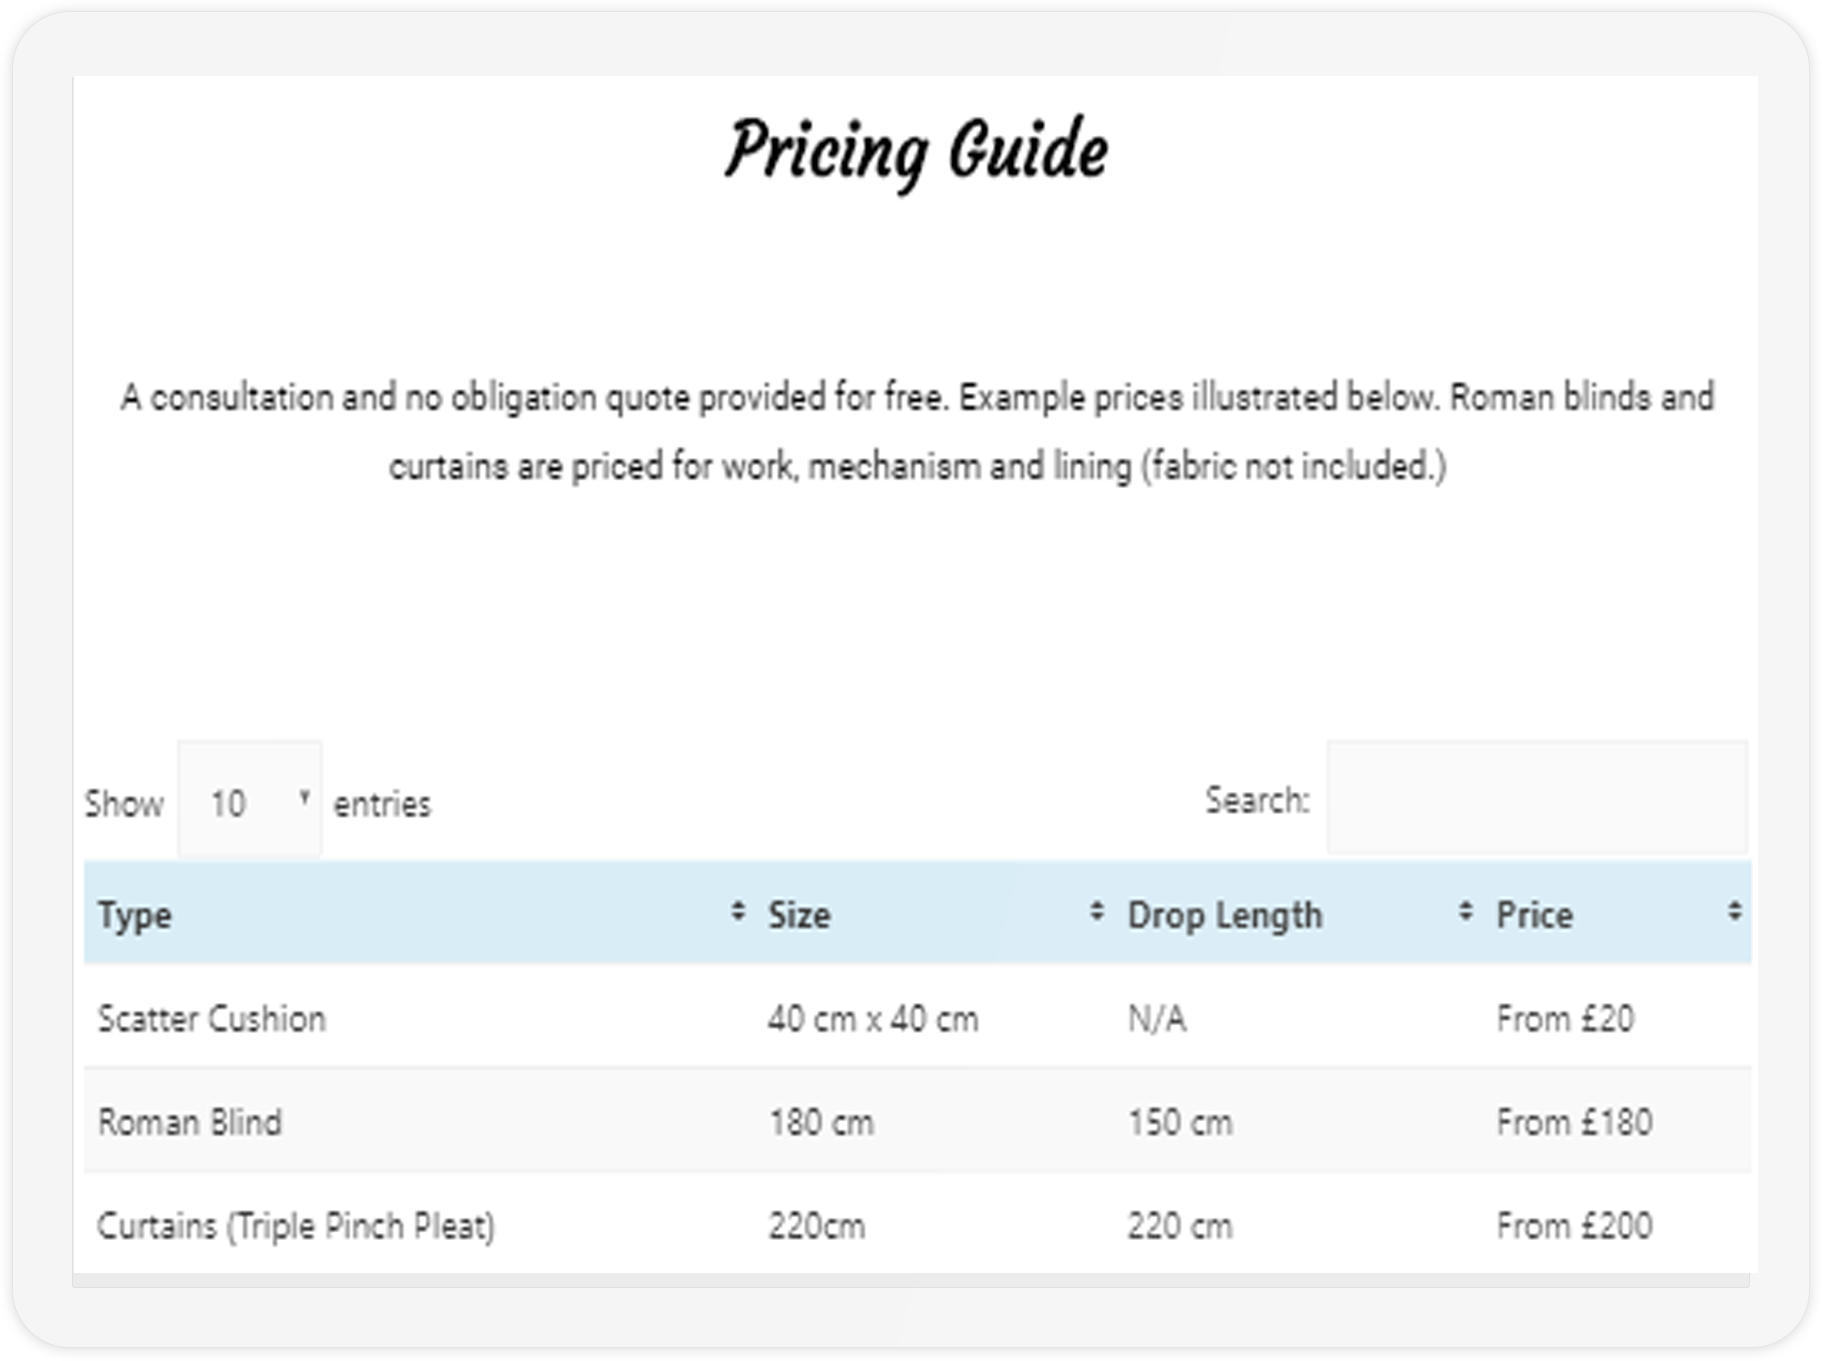 Pricing Guide
A consultation and no obligation quote provided for free. Example prices illustrated below. Roman blinds and
curtains are priced for work, mechanism and lining (fabric not included.)
Show 10 entries Search:
Type Size Drop Length Price
Scatter Cushion 40 cm x 40 cm N/A From £20
Roman Blind 180 cm 150 cm From £180
Curtains (Triple Pinch Pleat) 220cm 220 cm From £200